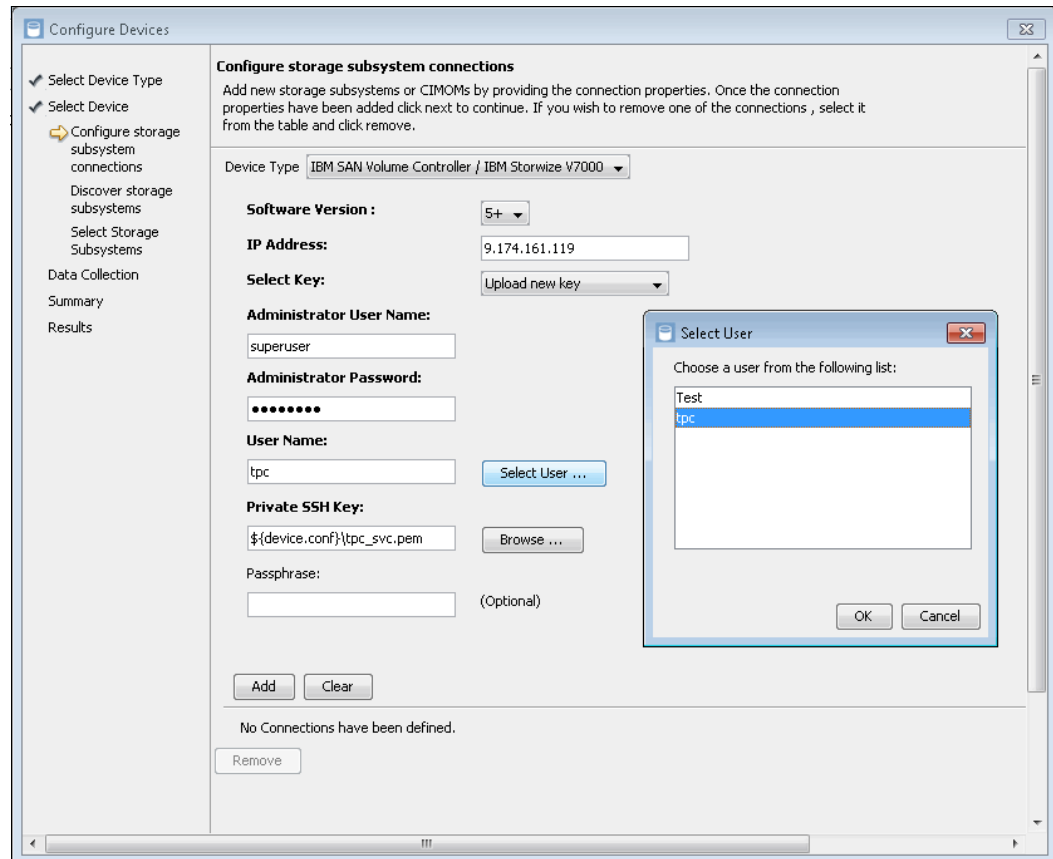 Configure Devices
Select Device Type
Select Device
Configure storage
subsystem
connections
Discover storage
subsystems
Select Storage
Subsystems
Data Collection
Summary
Results
Configure storage subsystem connections
Add new storage subsystems or CIMOMs by providing the connection properties. Once the connection
properties have been added click next to continue. If you wish to remove one of the connections , select it
from the table and click remove.
Device Type IBM SAN Volume Controller / IBM Storwize V7000
Software Version : 5+
IP Address: 9.174.161.119
Select Key: Upload new key
Administrator User Name:
superuser
Administrator Password:
●●●●●●●●
User Name:
tpc Select User ...
Private SSH Key:
${device.conf}\tpc_svc.pem Browse ...
Passphrase:
(Optional)
Add Clear
No Connections have been defined.
Remove
Select User
Choose a user from the following list:
Test
tpc
OK Cancel